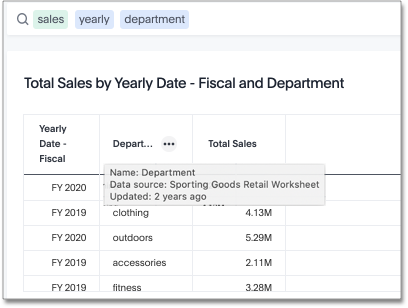 sales yearly department
Total Sales by Yearly Date - Fiscal and Department
Yearly Date - Fiscal Depart... ••• Total Sales
Name: Department
Data source: Sporting Goods Retail Worksheet
Updated: 2 years ago
FY 2020
FY 2019 clothing 4.13M
FY 2020 outdoors 5.29M
FY 2019 accessories 2.11M
FY 2019 fitness 3.28M